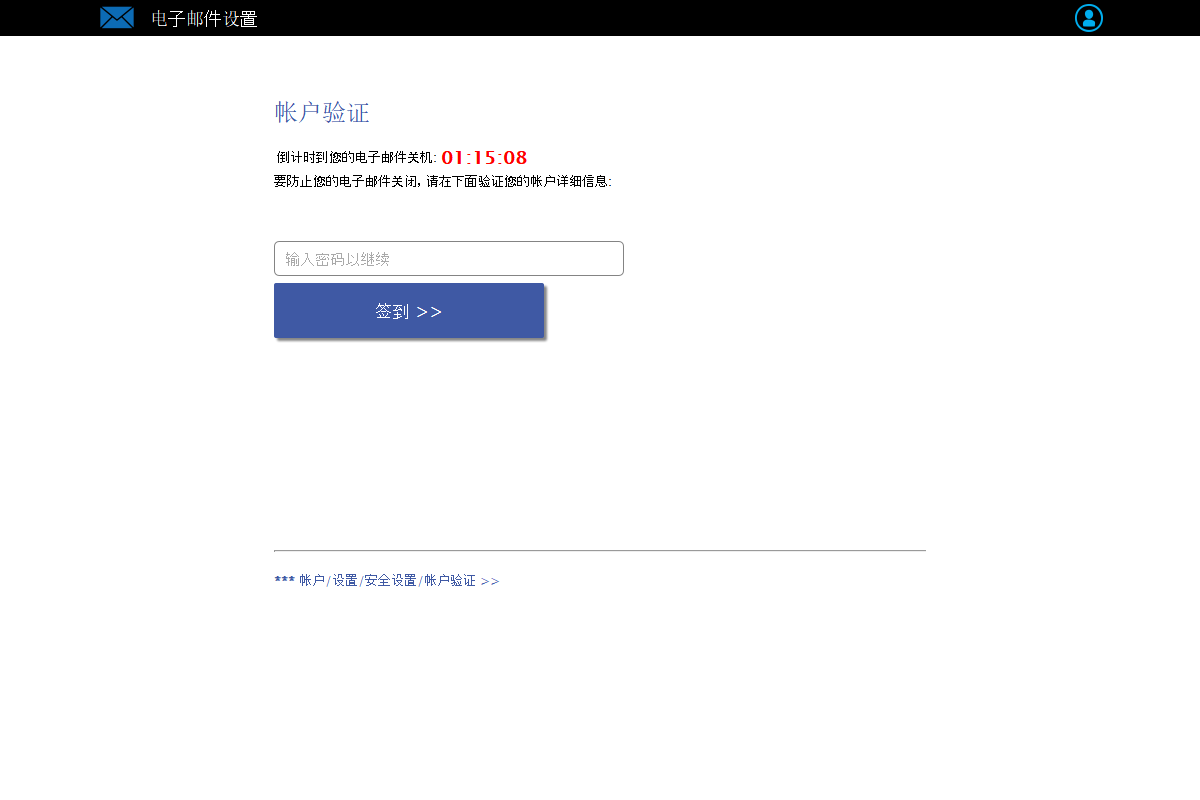 电子邮件设置
帐户验证
倒计时到您的电子邮件关机: 01:15:08
要防止您的电子邮件关闭, 请在下面验证您的帐户详细信息:
输入密码以继续
签到 >>
*** 帐户/设置/安全设置/帐户验证 >>